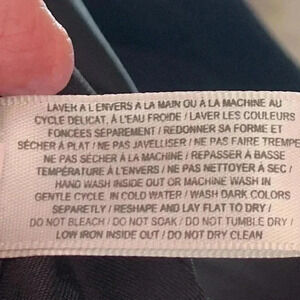 LAVER A L'ENVERS A LA MAIN OU À LA MACHINE AU
CYCLE DÉLICAT, À L'EAU FROIDE / LAVER LES COULEURS
FONCÉES SÉPAREMENT / REDONNER SA FORME ET
SÉCHER À PLAT / NE PAS JAVELLISER / NE PAS FAIRE TREMPE
NE PAS SÉCHER À LA MACHINE / REPASSER À BASSE
TEMPÉRATURE À L'ENVERS / NE PAS NETTOYER À SEC /
HAND WASH INSIDE OUT OR MACHINE WASH IN
GENTLE CYCLE, IN COLD WATER / WASH DARK COLORS
SEPARETLY / RESHAPE AND LAY FLAT TO DRY /
DO NOT BLEACH / DO NOT SOAK / DO NOT TUMBLE DRY /
LOW IRON INSIDE OUT / DO NOT DRY CLEAN